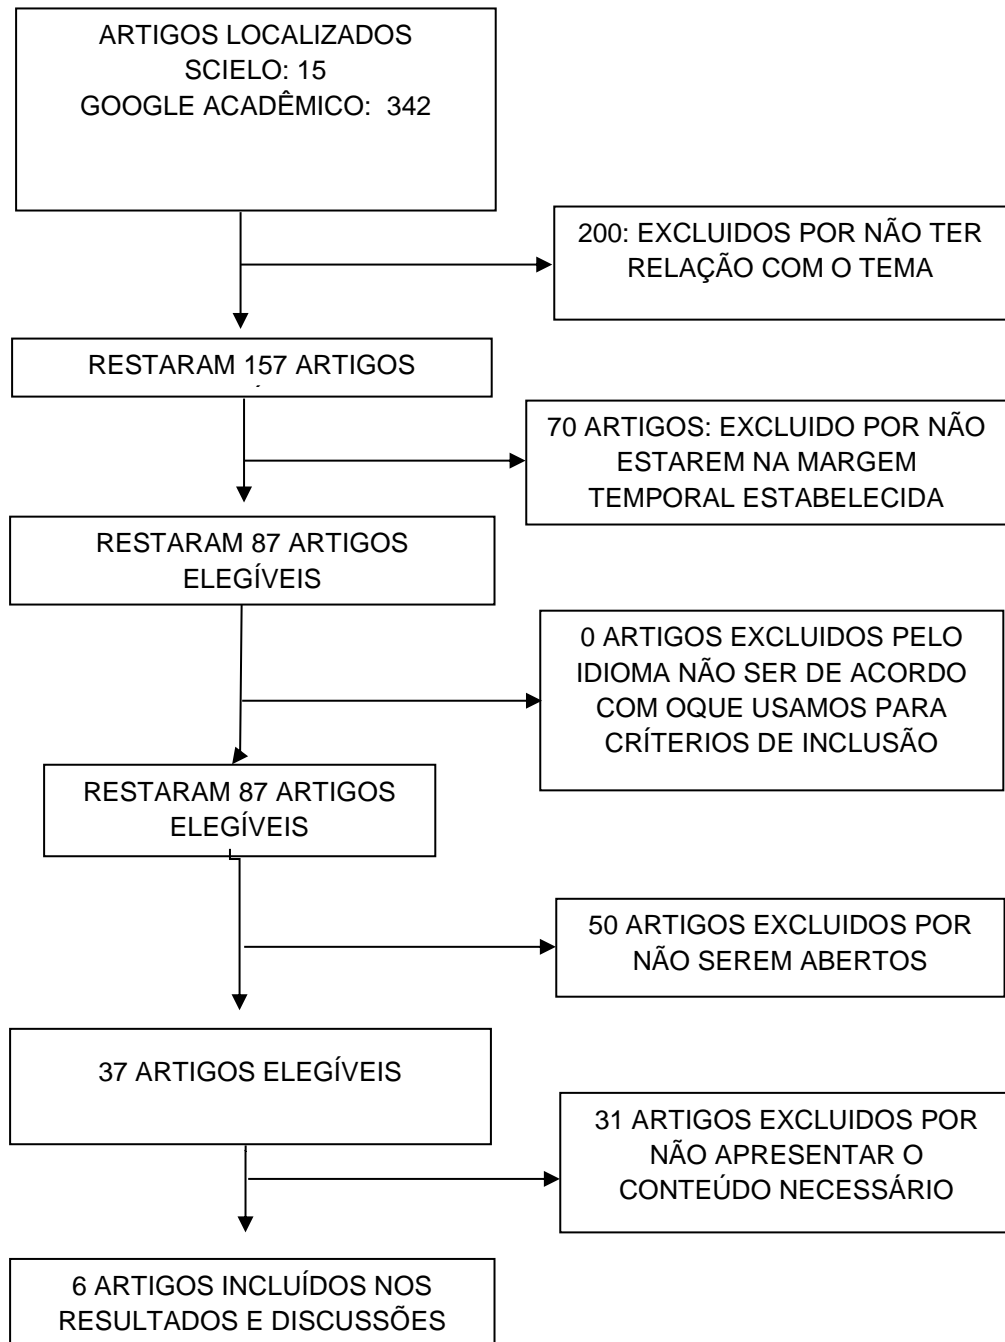 ARTIGOS LOCALIZADOS
SCIELO: 15
GOOGLE ACADÊMICO:  342
200: EXCLUIDOS POR NÃO TER
RELAÇÃO COM O TEMA
RESTARAM 157 ARTIGOS
70 ARTIGOS: EXCLUIDO POR NÃO
ESTAREM NA MARGEM
TEMPORAL ESTABELECIDA
RESTARAM 87 ARTIGOS
ELEGÍVEIS
0 ARTIGOS EXCLUIDOS PELO
IDIOMA NÃO SER DE ACORDO
COM OQUE USAMOS PARA
CRÍTERIOS DE INCLUSÃO
RESTARAM 87 ARTIGOS
ELEGÍVEIS
50 ARTIGOS EXCLUIDOS POR
NÃO SEREM ABERTOS
37 ARTIGOS ELEGÍVEIS
31 ARTIGOS EXCLUIDOS POR
NÃO APRESENTAR O
CONTEÚDO NECESSÁRIO
6 ARTIGOS INCLUÍDOS NOS
RESULTADOS E DISCUSSÕES